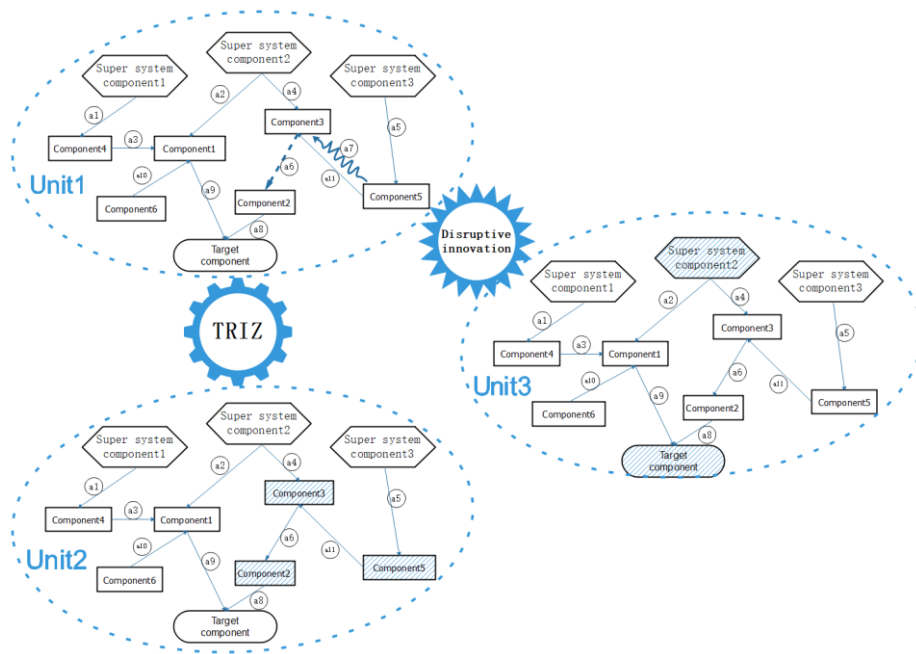 Super system
component2
Super system
component1
Super system
component3
a1
a2
a4
Component3
a5
a7
Component4
a3
Component1
a6
a10
a9
a11
Unit1
Component6
Component2
Component5
a8
Target
component
Disruptive
innovation
TRIZ
Super system
component2
Super system
component1
Super system
component3
a1
a2
a4
Component3
a5
Component4
a3
Component1
a6
a10
a9
a11
Unit3
Component6
Component2
Component5
a8
Target
component
Super system
component2
Super system
component1
Super system
component3
a1
a2
a4
Component3
a5
Component4
a3
Component1
a6
a10
a9
a11
Unit2
Component6
Component2
Component5
a8
Target
component